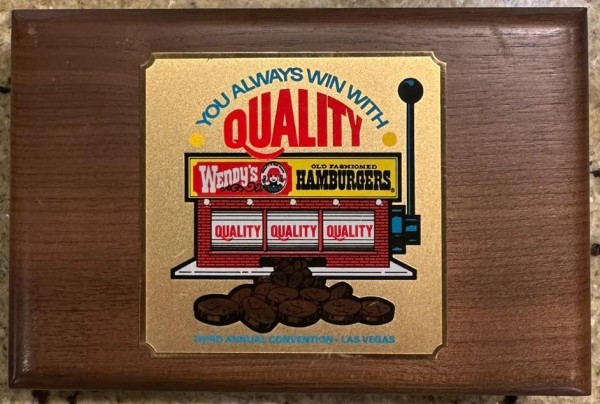 YOU ALWAYS WIN WITH
QUALITY
Wendy's OLD FASHIONED HAMBURGERS
QUALITY QUALITY QUALITY
THIRD ANNUAL CONVENTION - LAS VEGAS